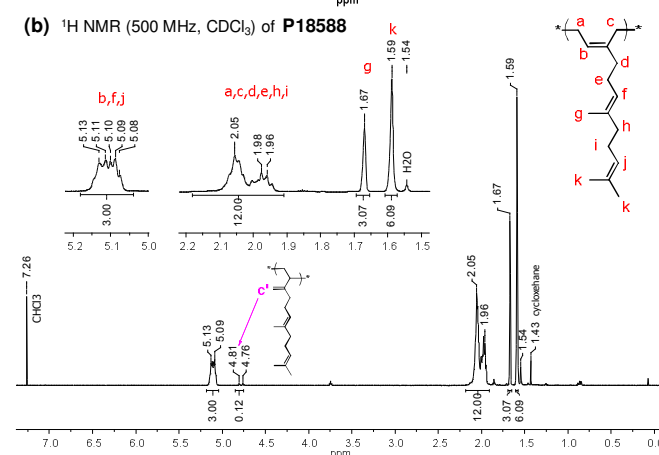 ppm
(b) ¹H NMR (500 MHz, CDCl₃) of P18588
b,f,j
5.13
5.11
5.10
5.09
5.08
3.00
5.2 5.1 5.0
a,c,d,e,h,i
2.05
1.98
1.96
12.00
g
1.67
3.07
k
1.59
1.54
H2O
6.09
2.2 2.1 2.0 1.9 1.8 1.7 1.6 1.5
* a c *
b
d
e
f
g
h
i
j
k
k
7.26
CHCl3
5.13
5.09
4.81
4.76
C"
* *
2.05
1.96
1.67
1.59
1.54
1.43 cycloxehane
3.00
0.12
12.00
3.07
6.09
7.0 6.5 6.0 5.5 5.0 4.5 4.0 3.5 3.0 2.5 2.0 1.5 1.0 0.5 0.0
ppm